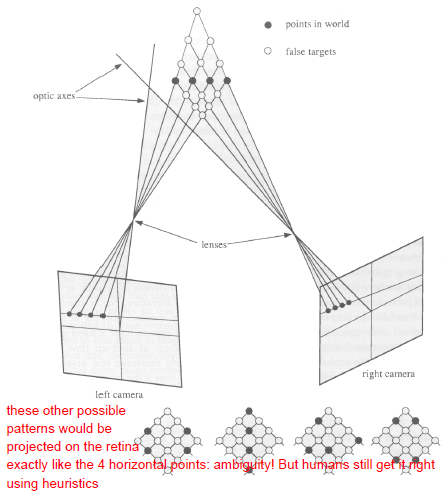 points in world
false targets
optic axes
lenses
right camera
left camera
these other possible
patterns would be
projected on the retina
exactly like the 4 horizontal points: ambiguity! But humans still get it right
using heuristics